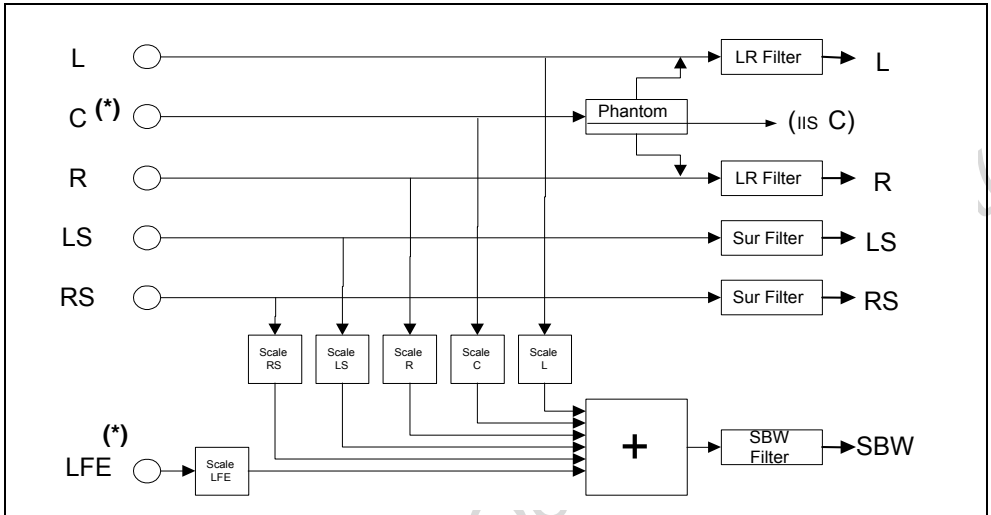 L LR Filter L
C (*) Phantom (IIS C)
R LR Filter R
LS Sur Filter LS
RS Sur Filter RS
Scale RS
Scale LS
Scale R
Scale C
Scale L
(*)
LFE Scale LFE + SBW Filter SBW